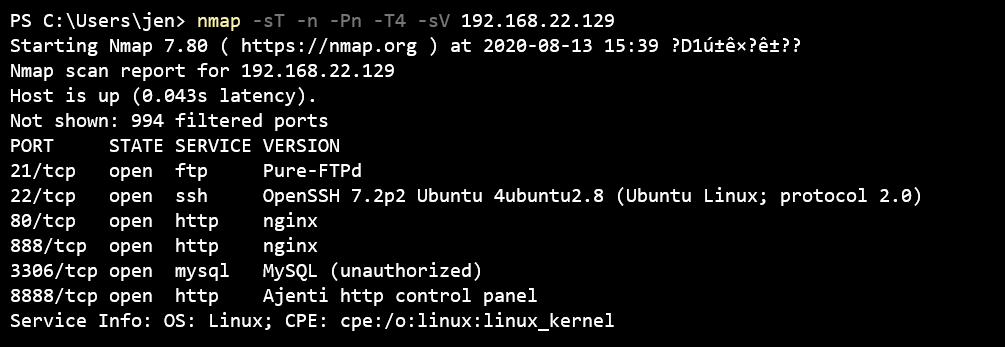 PS C:\Users\jen> nmap -sT -n -Pn -T4 -sV 192.168.22.129
Starting Nmap 7.80 ( https://nmap.org ) at 2020-08-13 15:39 ?D1ú±ê×?ê±??
Nmap scan report for 192.168.22.129
Host is up (0.043s latency).
Not shown: 994 filtered ports
PORT     STATE SERVICE VERSION
21/tcp   open  ftp     Pure-FTPd
22/tcp   open  ssh     OpenSSH 7.2p2 Ubuntu 4ubuntu2.8 (Ubuntu Linux; protocol 2.0)
80/tcp   open  http    nginx
888/tcp  open  http    nginx
3306/tcp open  mysql   MySQL (unauthorized)
8888/tcp open  http    Ajenti http control panel
Service Info: OS: Linux; CPE: cpe:/o:linux:linux_kernel